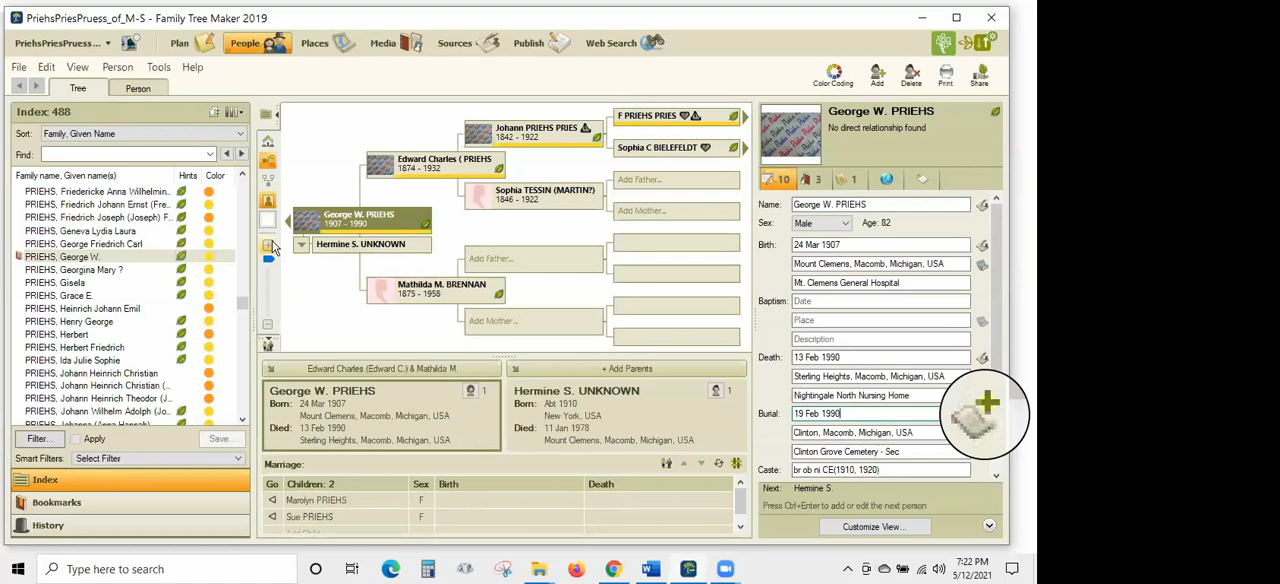 PriehsPriesPruess_of_M-S - Family Tree Maker 2019
PriehsPriesPruess... Plan People Places Media Sources Publish Web Search
File Edit View Person Tools Help
Color Coding Add Delete Print Share
Tree Person
Index: 488
Sort: Family, Given Name
Find:
Family name, Given name(s) Hints Color
PRIEHS, Friedericke Anna Wilhelmin...
PRIEHS, Friedrich Johann Ernst (Fre...
PRIEHS, Friedrich Joseph (Joseph) F...
PRIEHS, Geneva Lydia Laura
PRIEHS, George Friedrich Carl
PRIEHS, George W.
PRIEHS, Georgina Mary ?
PRIEHS, Gisela
PRIEHS, Grace E.
PRIEHS, Heinrich Johann Emil
PRIEHS, Henry George
PRIEHS, Herbert
PRIEHS, Herbert Friedrich
PRIEHS, Ida Julie Sophie
PRIEHS, Johann Heinrich Christian
PRIEHS, Johann Heinrich Christian (...
PRIEHS, Johann Heinrich Theodor (...
PRIEHS, Johann Wilhelm Adolph (Jo...
Filter... Apply Save...
Smart Filters: Select Filter
Index
Bookmarks
History
F PRIEHS PRIES
Johann PRIEHS PRIES
1842 - 1922
Sophia C BIELEFELDT
Edward Charles ( PRIEHS
1874 - 1932
Add Father...
Sophia TESSIN (MARTIN?)
1846 - 1922
Add Mother...
George W. PRIEHS
1907 - 1990
Hermine S. UNKNOWN
Add Father...
Mathilda M. BRENNAN
1875 - 1958
Add Mother...
Edward Charles (Edward C.) & Mathilda M.
+ Add Parents
George W. PRIEHS 1
Born: 24 Mar 1907
Mount Clemens, Macomb, Michigan, USA
Died: 13 Feb 1990
Sterling Heights, Macomb, Michigan, USA
Hermine S. UNKNOWN 1
Born: Abt 1910
New York, USA
Died: 11 Jan 1978
Mount Clemens, Macomb, Michigan, USA
Marriage:
Go Children: 2 Sex Birth Death
Marolyn PRIEHS F
Sue PRIEHS F
Add Child
George W. PRIEHS
No direct relationship found
10 3 1
Name: George W. PRIEHS
Sex: Male Age: 82
Birth: 24 Mar 1907
Mount Clemens, Macomb, Michigan, USA
Mt. Clemens General Hospital
Baptism: Date
Place
Description
Death: 13 Feb 1990
Sterling Heights, Macomb, Michigan, USA
Nightingale North Nursing Home
Burial: 19 Feb 1990
Clinton, Macomb, Michigan, USA
Clinton Grove Cemetery - Sec
Caste: br ob ni CE(1910, 1920)
Next: Hermine S.
Press Ctrl+Enter to add or edit the next person
Customize View...
Type here to search
7:22 PM
5/12/2021